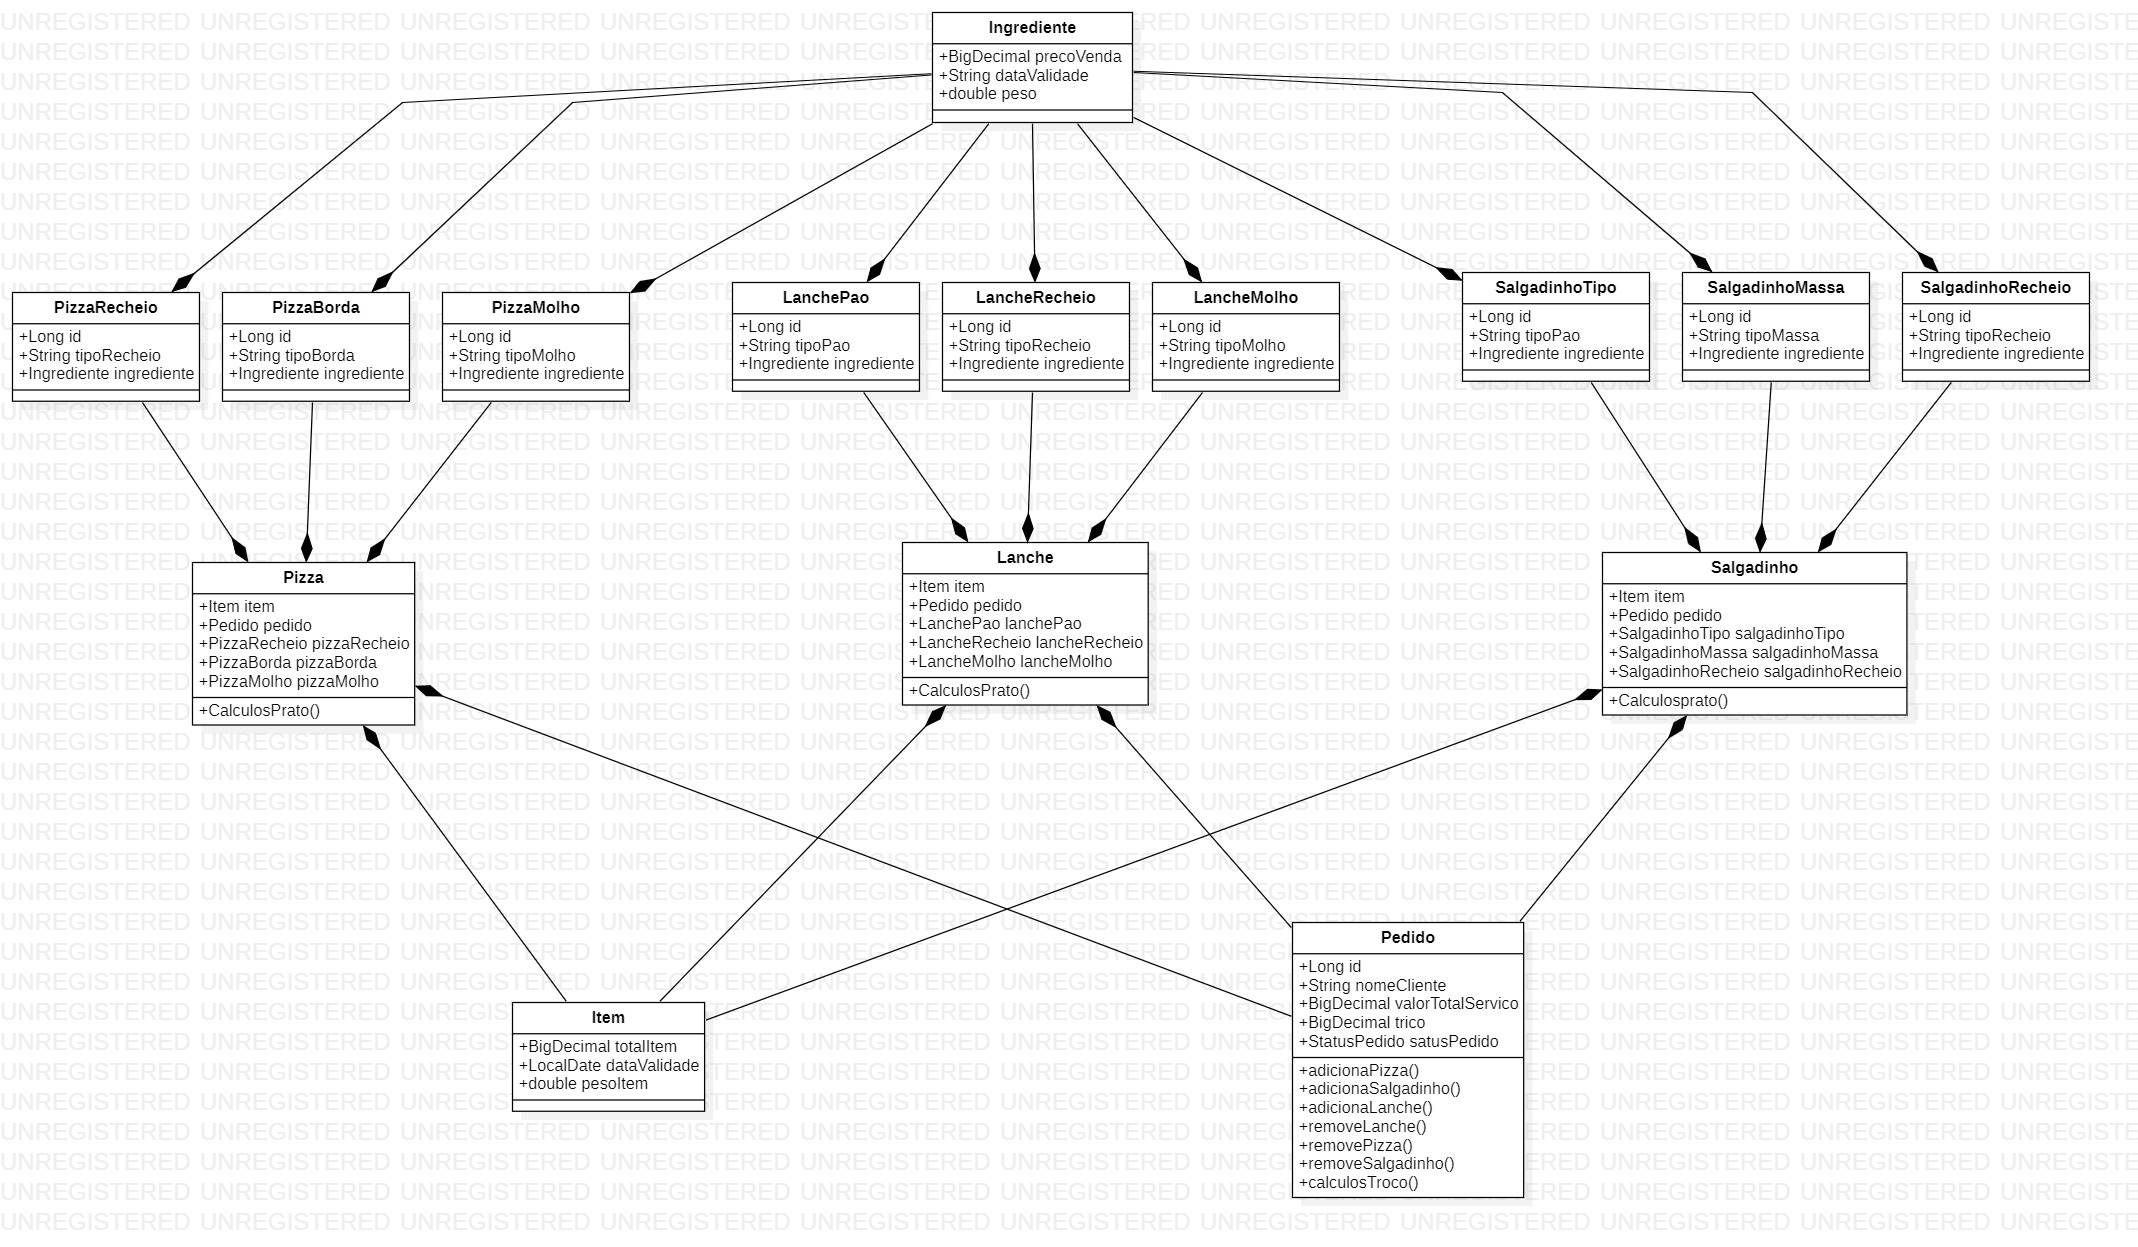 Ingrediente
+BigDecimal precoVenda
+String dataValidade
+double peso
PizzaRecheio
+Long id
+String tipoRecheio
+Ingrediente ingrediente
PizzaBorda
+Long id
+String tipoBorda
+Ingrediente ingrediente
PizzaMolho
+Long id
+String tipoMolho
+Ingrediente ingrediente
LanchePao
+Long id
+String tipoPao
+Ingrediente ingrediente
LancheRecheio
+Long id
+String tipoRecheio
+Ingrediente ingrediente
LancheMolho
+Long id
+String tipoMolho
+Ingrediente ingrediente
SalgadinhoTipo
+Long id
+String tipoPao
+Ingrediente ingrediente
SalgadinhoMassa
+Long id
+String tipoMassa
+Ingrediente ingrediente
SalgadinhoRecheio
+Long id
+String tipoRecheio
+Ingrediente ingrediente
Pizza
+Item item
+Pedido pedido
+PizzaRecheio pizzaRecheio
+PizzaBorda pizzaBorda
+PizzaMolho pizzaMolho
+CalculosPrato()
Lanche
+Item item
+Pedido pedido
+LanchePao lanchePao
+LancheRecheio lancheRecheio
+LancheMolho lancheMolho
+CalculosPrato()
Salgadinho
+Item item
+Pedido pedido
+SalgadinhoTipo salgadinhoTipo
+SalgadinhoMassa salgadinhoMassa
+SalgadinhoRecheio salgadinhoRecheio
+Calculosprato()
Item
+BigDecimal totalItem
+LocalDate dataValidade
+double pesoItem
Pedido
+Long id
+String nomeCliente
+BigDecimal valorTotalServico
+BigDecimal trico
+StatusPedido satusPedido
+adicionaPizza()
+adicionaSalgadinho()
+adicionaLanche()
+removeLanche()
+removePizza()
+removeSalgadinho()
+calculosTroco()